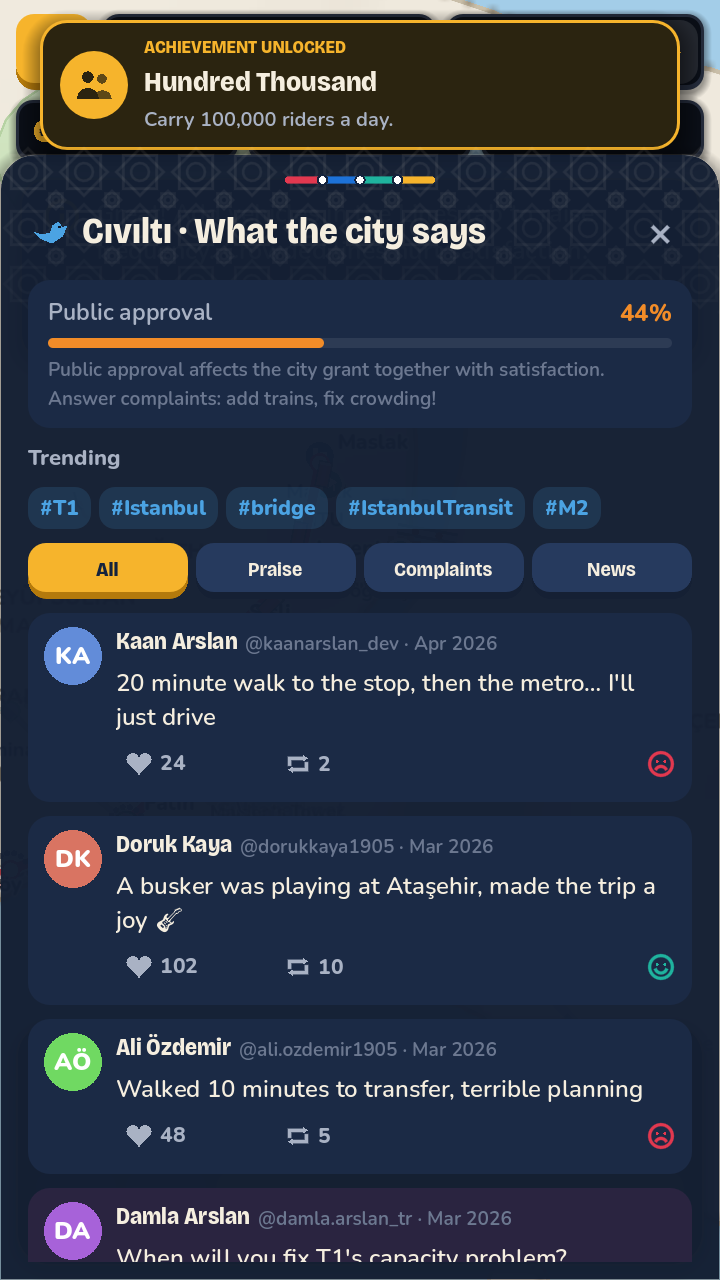 ACHIEVEMENT UNLOCKED
Hundred Thousand
Carry 100,000 riders a day.
Cıvıltı · What the city says
Public approval
44%
Public approval affects the city grant together with satisfaction.
Answer complaints: add trains, fix crowding!
Maslak
Trending
#T1 #Istanbul #bridge #IstanbulTransit #M2
All Praise Complaints News
KA
Kaan Arslan @kaanarslan_dev · Apr 2026
20 minute walk to the stop, then the metro... I'll
just drive
24 2
DK
Doruk Kaya @dorukkaya1905 · Mar 2026
A busker was playing at Ataşehir, made the trip a
joy 🎸
102 10
AÖ
Ali Özdemir @ali.ozdemir1905 · Mar 2026
Walked 10 minutes to transfer, terrible planning
48 5
DA
Damla Arslan @damla.arslan_tr · Mar 2026
When will you fix T1's capacity problem?